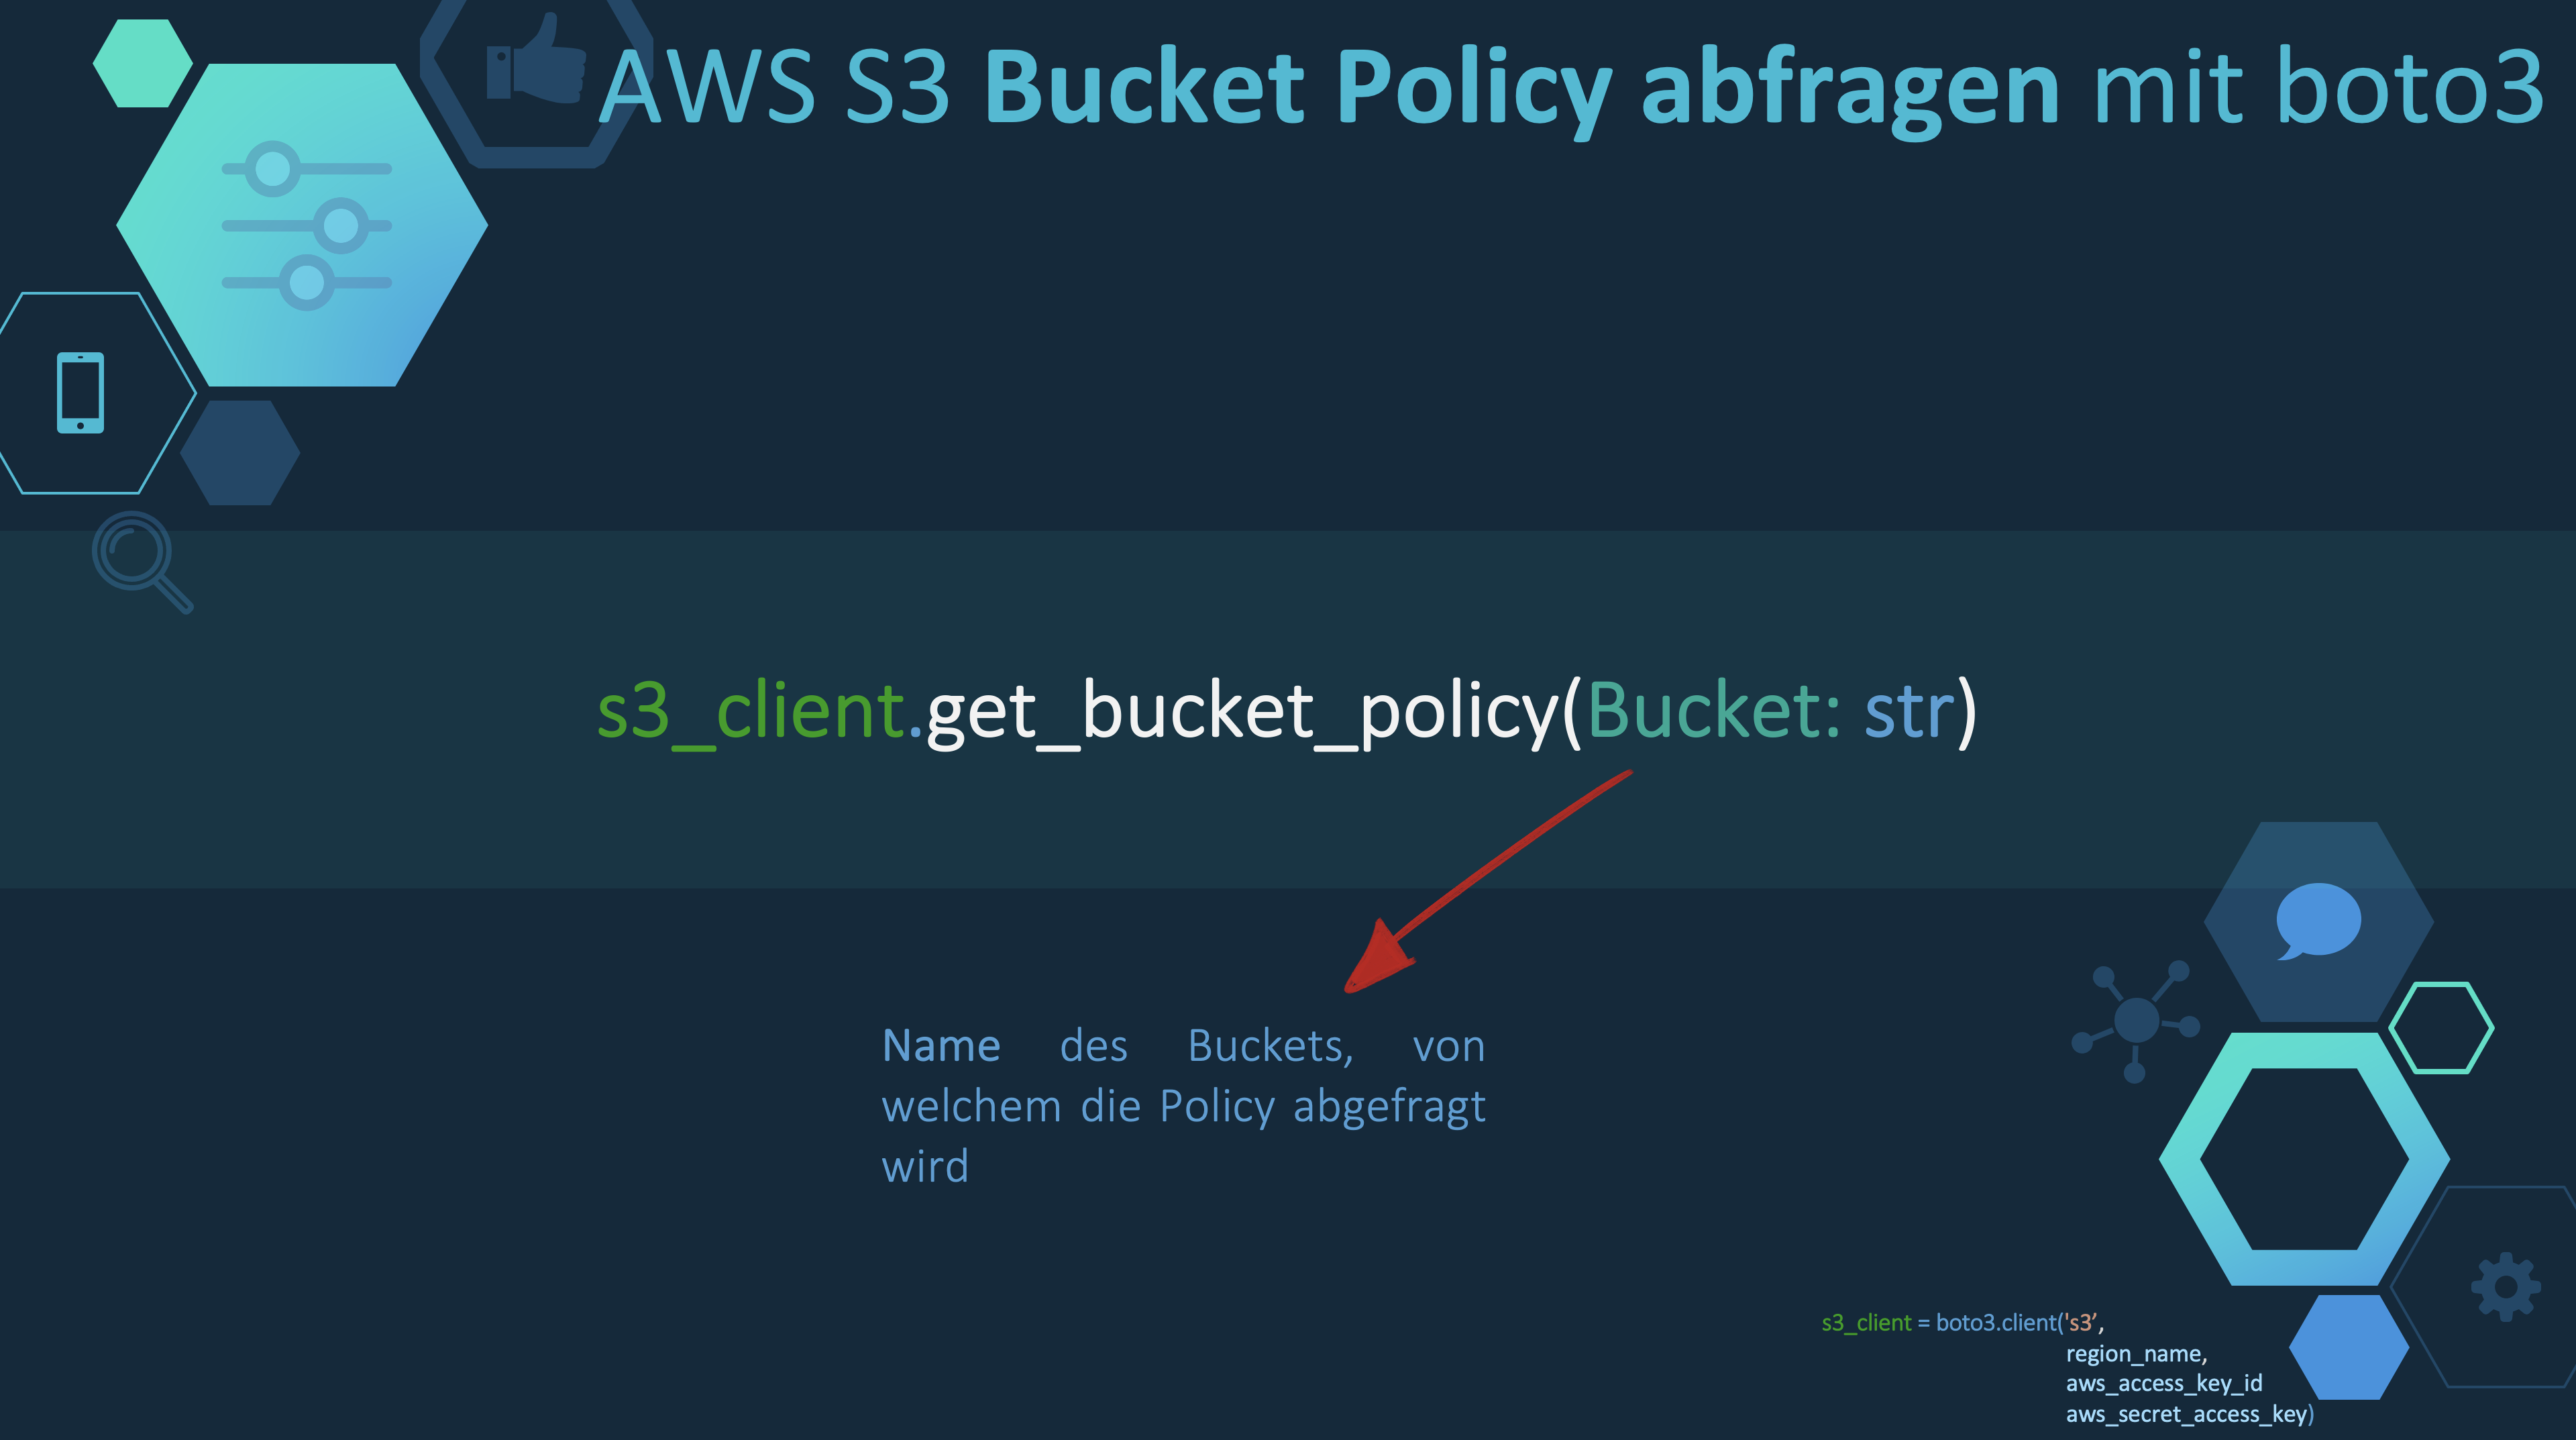 AWS S3 Bucket Policy abfragen mit boto3
s3_client.get_bucket_policy(Bucket: str)
Name des Buckets, von
welchem die Policy abgefragt
wird
s3_client = boto3.client('s3’,
region_name,
aws_access_key_id
aws_secret_access_key)